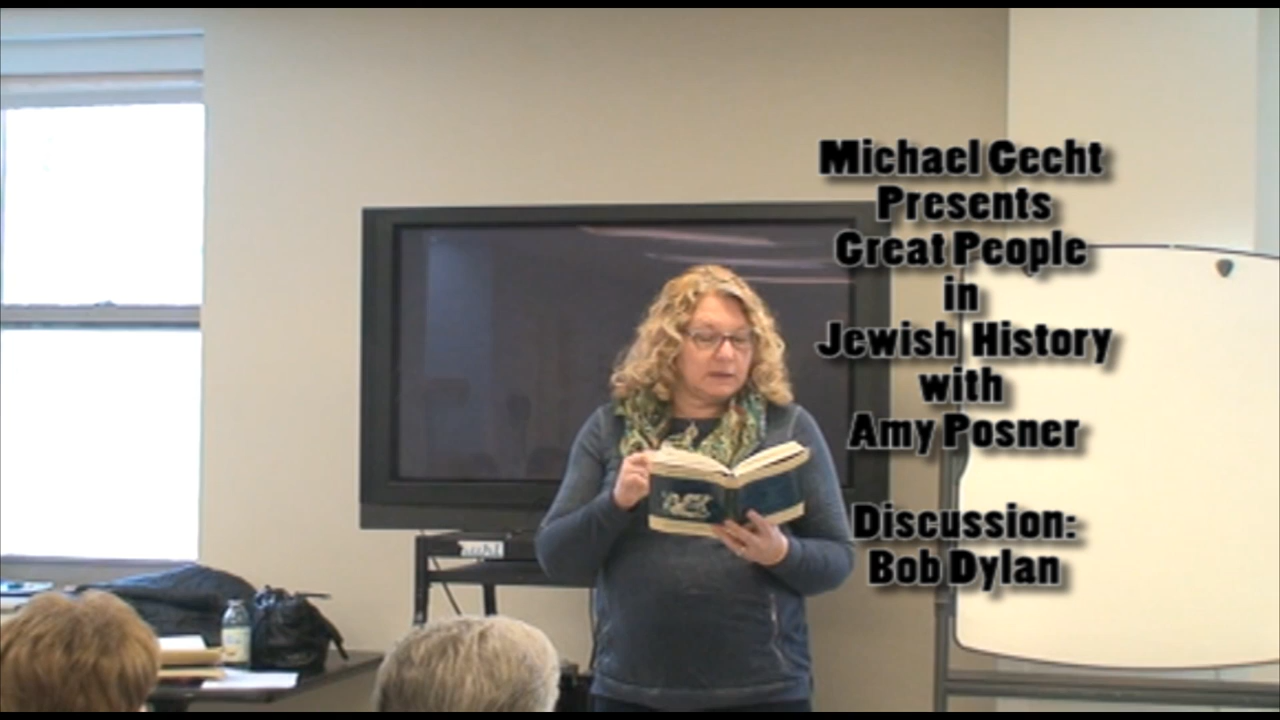 Michael Gecht
Presents
Great People
in
Jewish History
with
Amy Posner
Discussion:
Bob Dylan